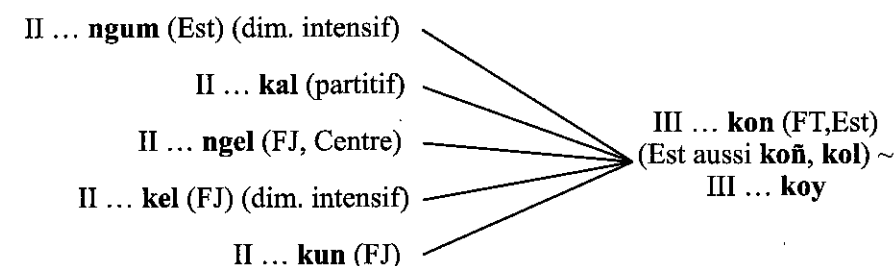 II … ngum (Est) (dim. intensif)
II … kal (partitif)
II … ngel (FJ, Centre)
II … kel (FJ) (dim. intensif)
II … kun (FJ)
III … kon (FT,Est)
(Est aussi koñ, kol) ~
III … koy